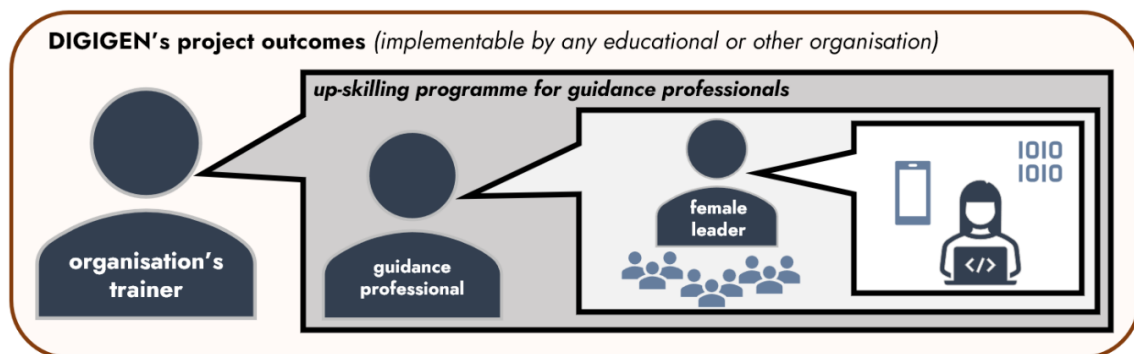 DIGIGEN's project outcomes (implementable by any educational or other organisation)
up-skilling programme for guidance professionals
organisation's
trainer
guidance
professional
female
leader
1010
1010
</>